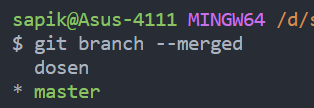 sapik@Asus-4111 MINGW64 /d/s
$ git branch --merged
dosen
* master